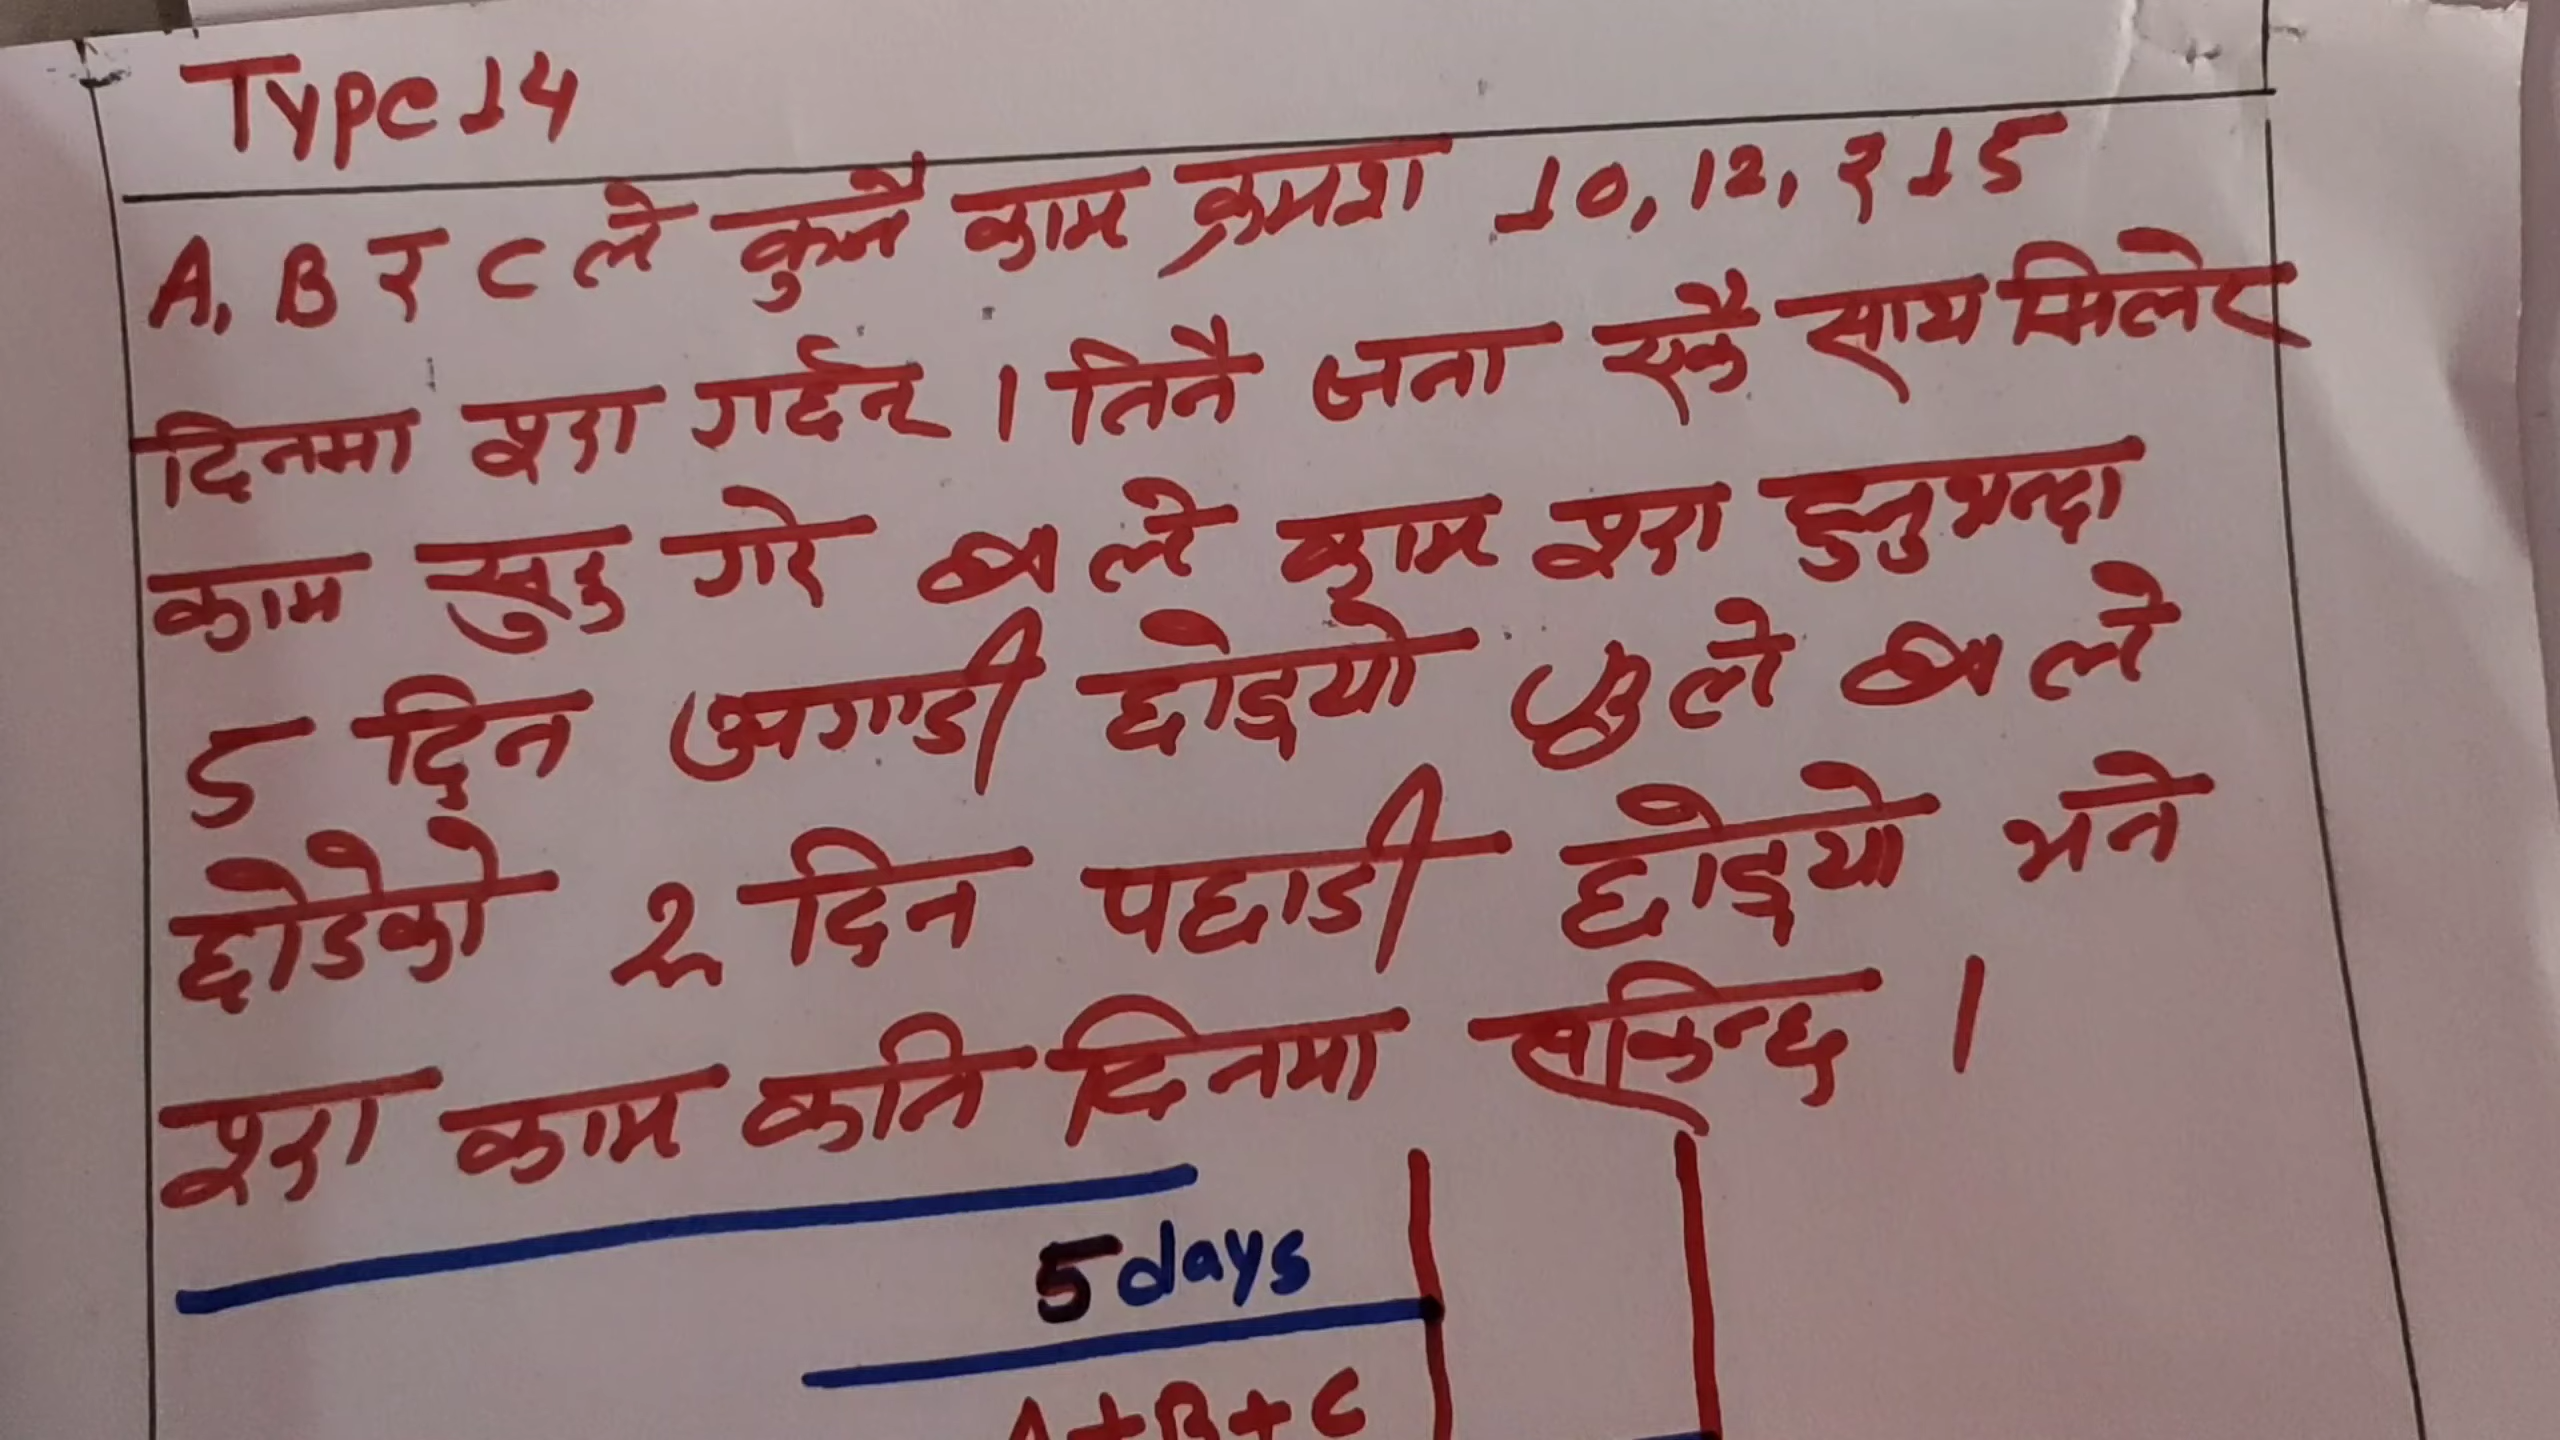 Type 14
A, B र C ले कुनै काम क्रमश 10, 12, र 15
दिनमा पुरा गर्दछन् । तिनै जना एकै साथ मिलेर
काम सुरु गरे A ले काम पुरा हुनुभन्दा
5 दिन अगाडी छोड्यो B ले A ले
छोडेको 2 दिन पछाडी छोड्यो भने
पुरा काम कति दिनमा सकिन्छ ।
5 days
A+B+C